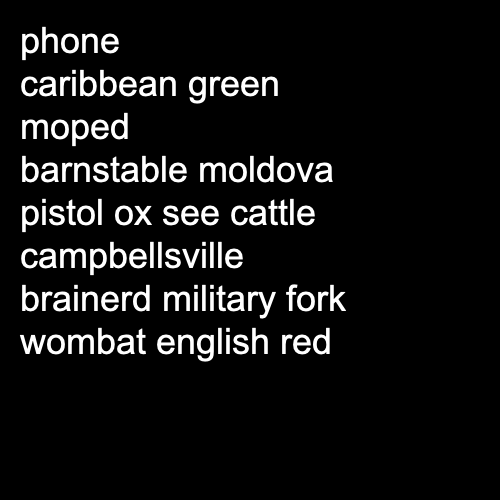 phone
caribbean green
moped
barnstable moldova
pistol ox see cattle
campbellsville
brainerd military fork
wombat english red